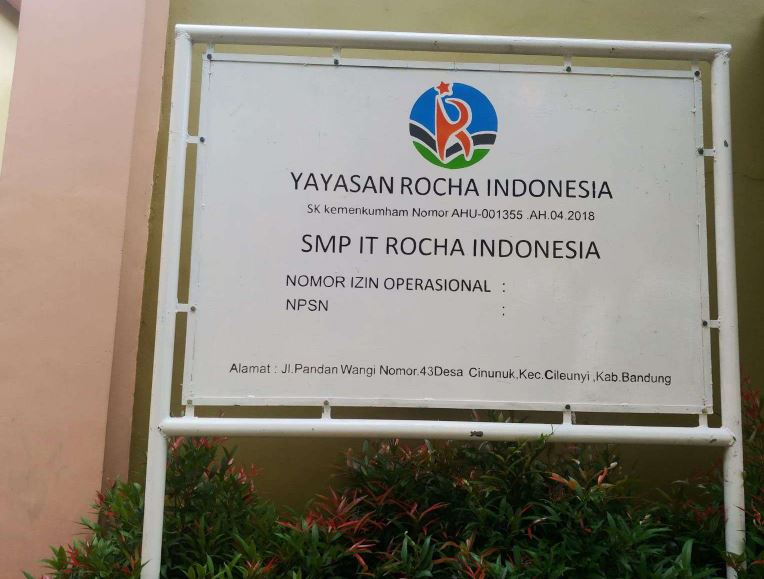 YAYASAN ROCHA INDONESIA
SK kemenkumham Nomor AHU-001355 .AH.04.2018
SMP IT ROCHA INDONESIA
NOMOR IZIN OPERASIONAL :
NPSN :
Alamat : Jl.Pandan Wangi Nomor.43Desa Cinunuk,Kec.Cileunyi ,Kab.Bandung